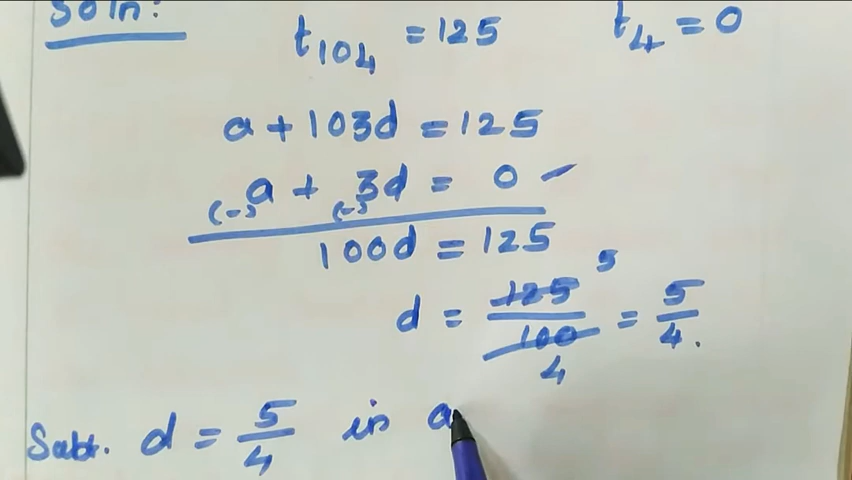 Soln:
t₁₀₄ = 125 t₄ = 0
a + 103d = 125
(-)a + (-)3d = 0
100d = 125
d = 125/100 = 5/4.
5
4
Subt. d = 5/4 in a